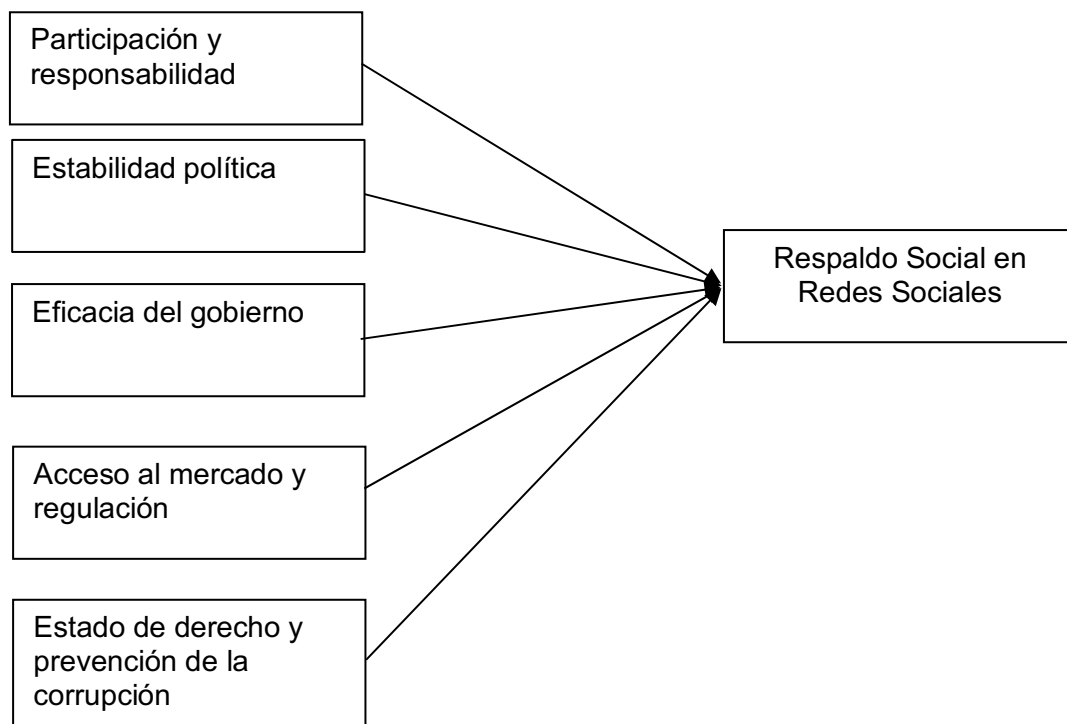 Participación y
responsabilidad
Estabilidad política
Eficacia del gobierno
Acceso al mercado y
regulación
Estado de derecho y
prevención de la
corrupción
Respaldo Social en
Redes Sociales